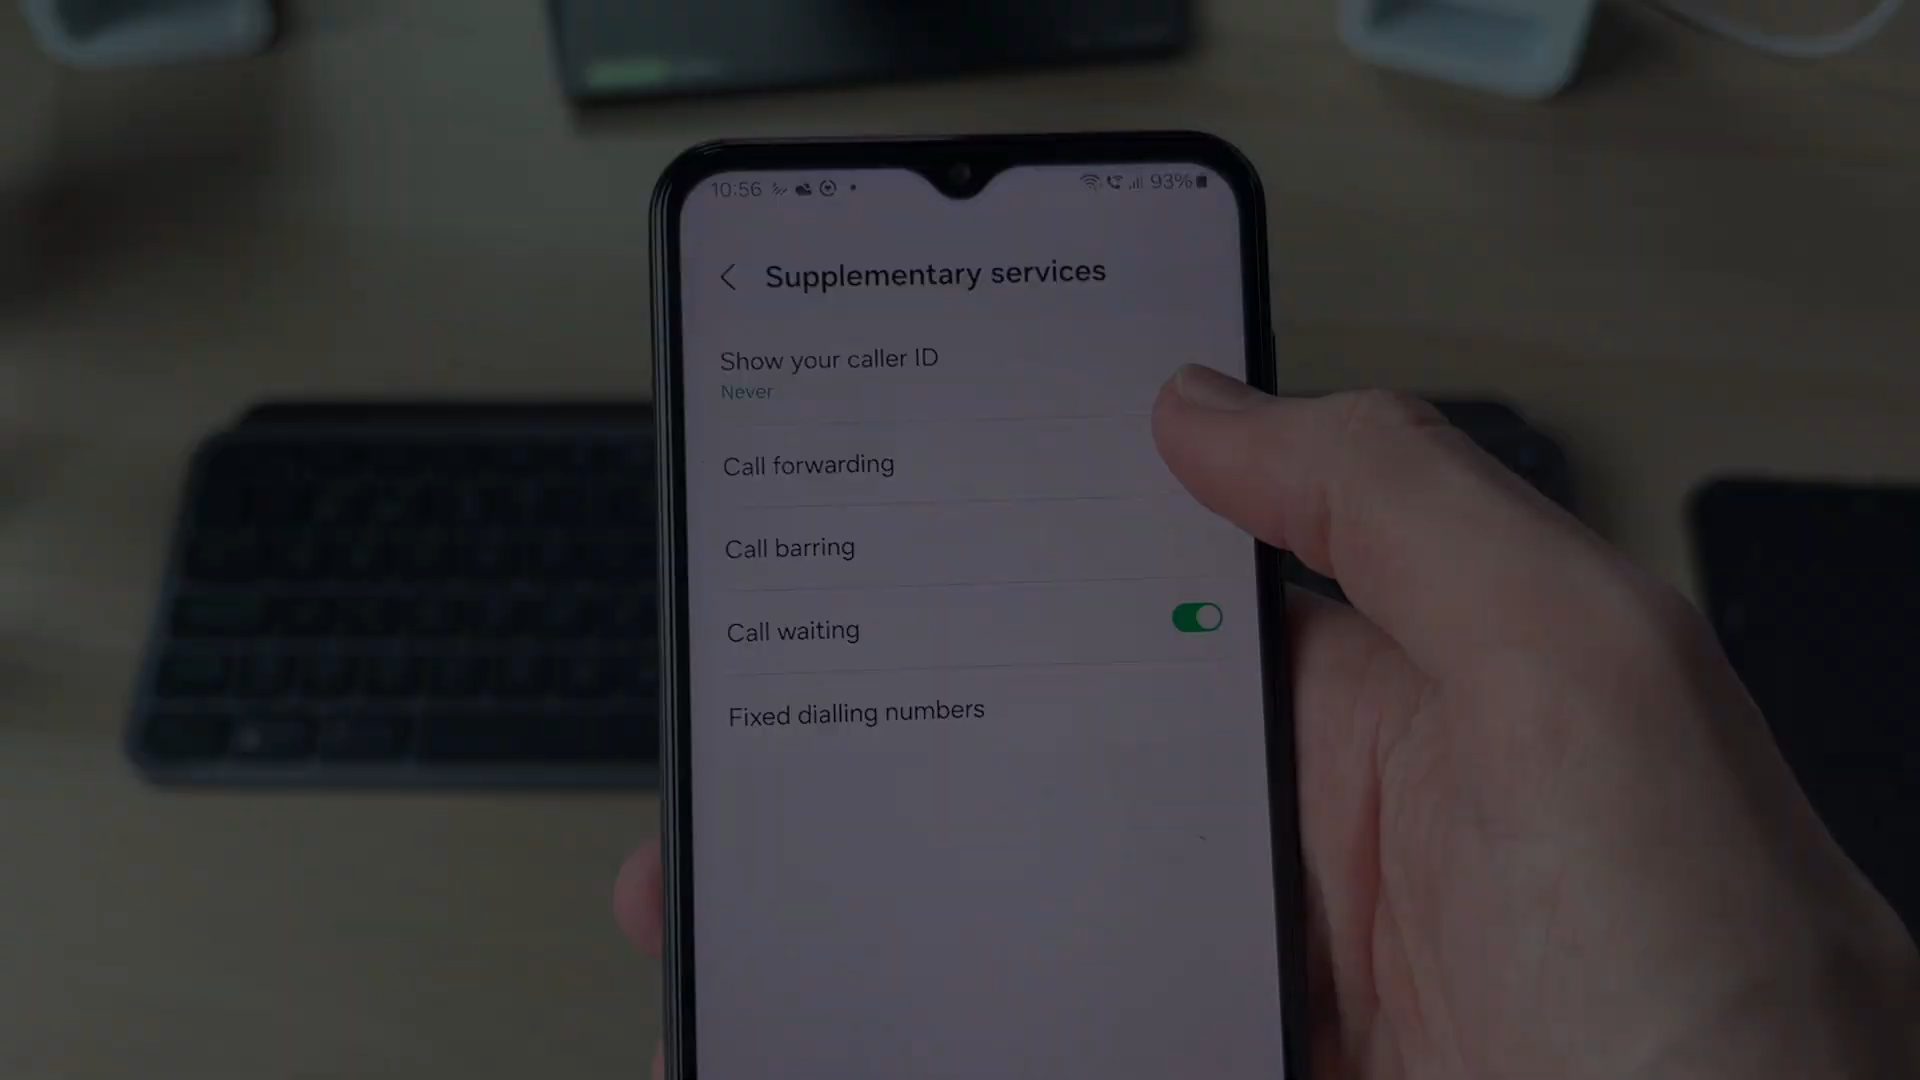 10:56
93%
Supplementary services
Show your caller ID
Never
Call forwarding
Call barring
Call waiting
Fixed dialling numbers